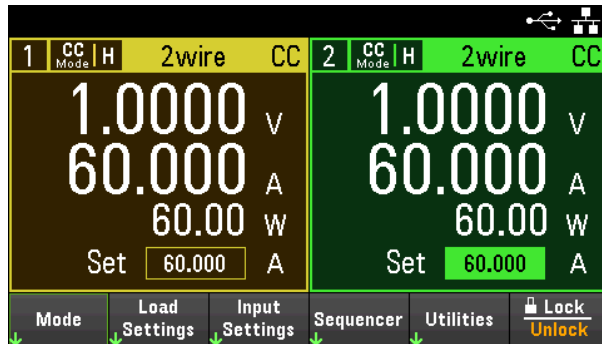 1 CC Mode H 2wire CC
1.0000 V
60.000 A
60.00 W
Set 60.000 A
2 CC Mode H 2wire CC
1.0000 V
60.000 A
60.00 W
Set 60.000 A
Mode
Load Settings
Input Settings
Sequencer
Utilities
Lock
Unlock